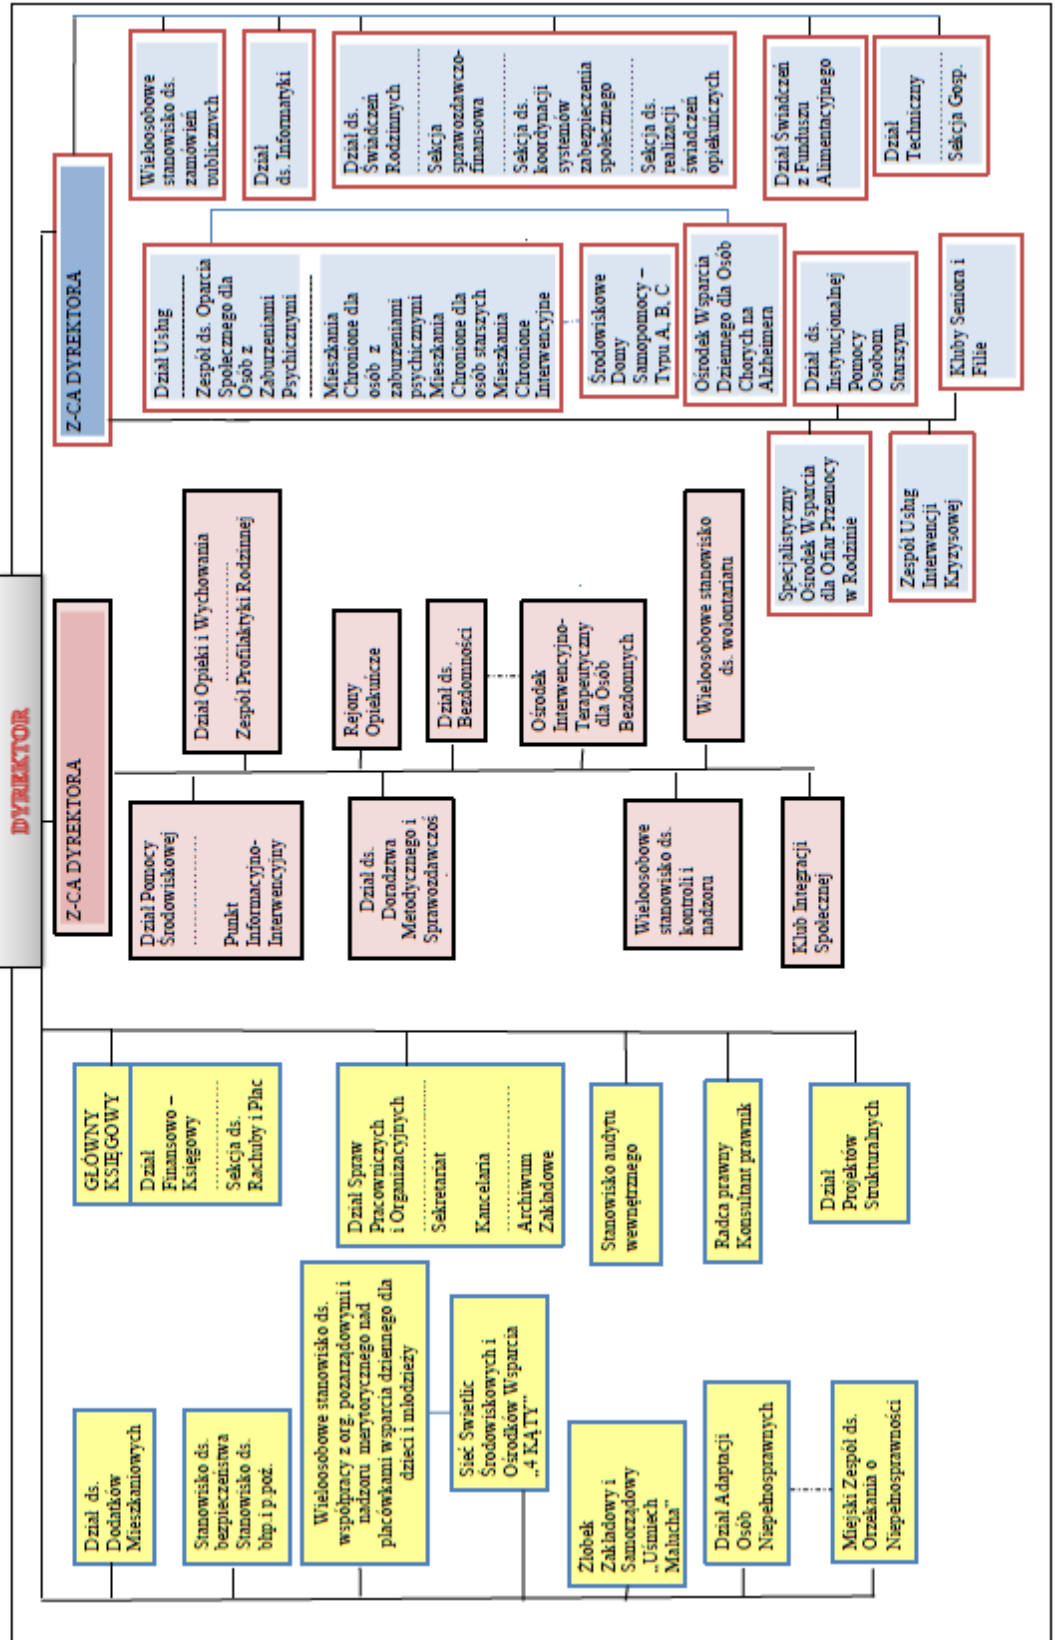 DYREKTOR
Dział ds.
Dodatków
Mieszkaniowych
Stanowisko ds.
bezpieczeństwa
Stanowisko ds.
bhp i p.poż.
Wieloosobowe stanowisko ds.
współpracy z org. pozarządowymi i
nadzoru merytorycznego nad
placówkami wsparcia dziennego dla
dzieci i młodzieży
Sieć Swietlic
Środowiskowych i
Ośrodków Wsparcia
„4 KĄTY"
Żłobek
Zakładowy i
Samorządowy
„Uśmiech
Malucha"
Dział Adaptacji
Osób
Niepełnosprawnych
Miejski Zespół ds.
Orzekania o
Niepełnosprawności
GŁÓWNY
KSIĘGOWY
Dział
Finansowo –
Księgowy
Sekcja ds.
Rachuby i Płac
Dział Spraw
Pracowniczych
i Organizacyjnych
Sekretariat
Kancelaria
Archiwum
Zakładowe
Stanowisko audytu
wewnętrznego
Radca prawny
Konsultant prawnik
Dział
Projektów
Strukturalnych
Z-CA DYREKTORA
Dział Pomocy
Środowiskowej
Punkt
Informacyjno-
Interwencyjny
Dział ds.
Doradztwa
Metodycznego i
Sprawozdawczoś
Wieloosobowe
stanowisko ds.
kontroli i
nadzoru
Klub Integracji
Społecznej
Dział Opieki i Wychowania
Zespół Profilaktyki Rodzinnej
Rejony
Opiekuńcze
Dział ds.
Bezdomności
Ośrodek
Interwencyjno-
Terapeutyczny
dla Osób
Bezdomnych
Wieloosobowe stanowisko
ds. wolontariatu
Z-CA DYREKTORA
Dział Usług
Zespół ds. Oparcia
Społecznego dla
Osób z
Zaburzeniami
Psychicznymi
Mieszkania
Chronione dla
osób z
zaburzeniami
psychicznymi
Mieszkania
Chronione dla
osób starszych
Mieszkania
Chronione
Interwencyjne
Środowiskowe
Domy
Samopomocy –
Typu A, B, C
Ośrodek Wsparcia
Dziennego dla Osób
Chorych na
Alzheimera
Dział ds.
Instytucjonalnej
Pomocy
Osobom
Starszym
Kluby Seniora i
Filie
Specjalistyczny
Ośrodek Wsparcia
dla Ofiar Przemocy
w Rodzinie
Zespół Usług
Interwencji
Kryzysowej
Wieloosobowe
stanowisko ds.
zamówień
publicznych
Dział
ds. Informatyki
Dział ds.
Świadczeń
Rodzinnych
Sekcja
sprawozdawczo-
finansowa
Sekcja ds.
koordynacji
systemów
zabezpieczenia
społecznego
Sekcja ds.
realizacji
świadczeń
opiekuńczych
Dział Świadczeń
z Funduszu
Alimentacyjnego
Dział
Techniczny
Sekcja Gosp.